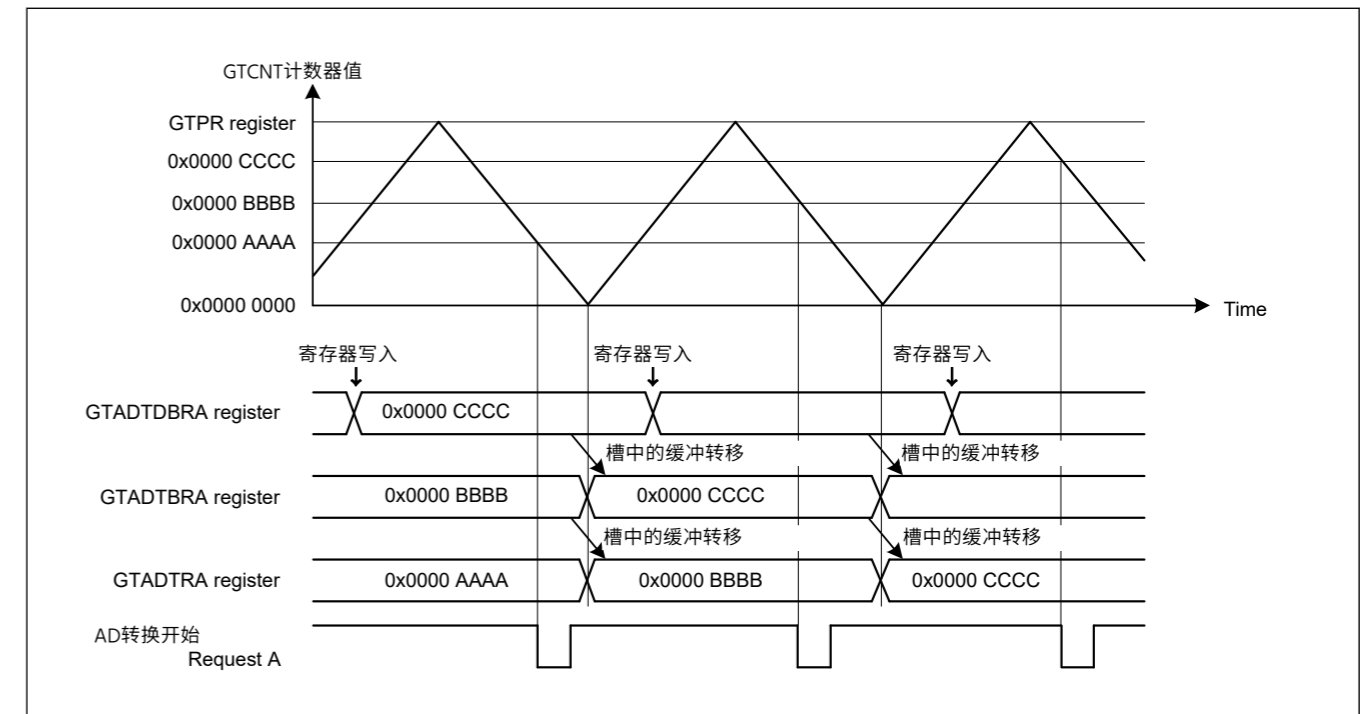 GTCNT计数器值
GTPR register
0x0000 CCCC
0x0000 BBBB
0x0000 AAAA
0x0000 0000
Time
寄存器写入 寄存器写入 寄存器写入
GTADTDBRA register 0x0000 CCCC
槽中的缓冲转移 槽中的缓冲转移
GTADTBRA register 0x0000 BBBB 0x0000 CCCC
槽中的缓冲转移 槽中的缓冲转移
GTADTRA register 0x0000 AAAA 0x0000 BBBB 0x0000 CCCC
AD转换开始
Request A